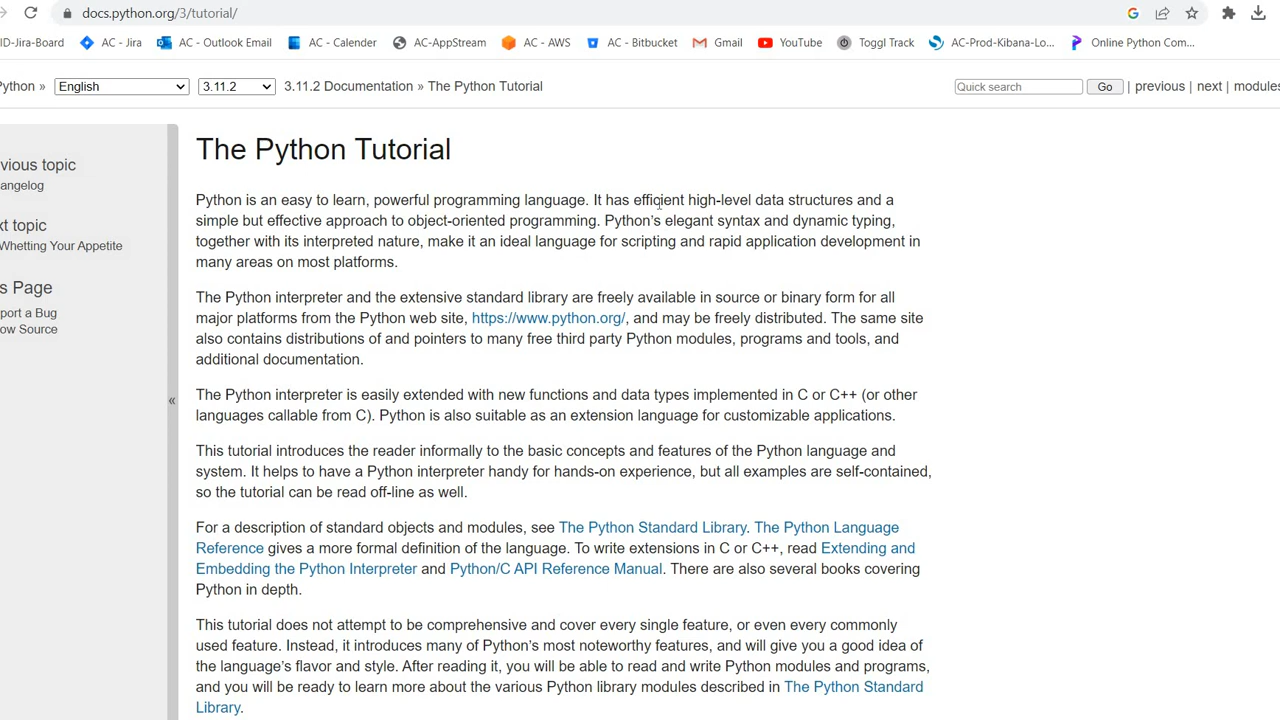 docs.python.org/3/tutorial/
ID-Jira-Board AC - Jira AC - Outlook Email AC - Calender AC-AppStream AC - AWS AC - Bitbucket Gmail YouTube Toggl Track AC-Prod-Kibana-Lo... Online Python Com...
ython » English 3.11.2 3.11.2 Documentation » The Python Tutorial Quick search Go | previous | next | modules
vious topic
angelog
xt topic
Whetting Your Appetite
s Page
port a Bug
ow Source
«
The Python Tutorial
Python is an easy to learn, powerful programming language. It has efficient high-level data structures and a
simple but effective approach to object-oriented programming. Python’s elegant syntax and dynamic typing,
together with its interpreted nature, make it an ideal language for scripting and rapid application development in
many areas on most platforms.
The Python interpreter and the extensive standard library are freely available in source or binary form for all
major platforms from the Python web site, https://www.python.org/, and may be freely distributed. The same site
also contains distributions of and pointers to many free third party Python modules, programs and tools, and
additional documentation.
The Python interpreter is easily extended with new functions and data types implemented in C or C++ (or other
languages callable from C). Python is also suitable as an extension language for customizable applications.
This tutorial introduces the reader informally to the basic concepts and features of the Python language and
system. It helps to have a Python interpreter handy for hands-on experience, but all examples are self-contained,
so the tutorial can be read off-line as well.
For a description of standard objects and modules, see The Python Standard Library. The Python Language
Reference gives a more formal definition of the language. To write extensions in C or C++, read Extending and
Embedding the Python Interpreter and Python/C API Reference Manual. There are also several books covering
Python in depth.
This tutorial does not attempt to be comprehensive and cover every single feature, or even every commonly
used feature. Instead, it introduces many of Python’s most noteworthy features, and will give you a good idea of
the language’s flavor and style. After reading it, you will be able to read and write Python modules and programs,
and you will be ready to learn more about the various Python library modules described in The Python Standard
Library.